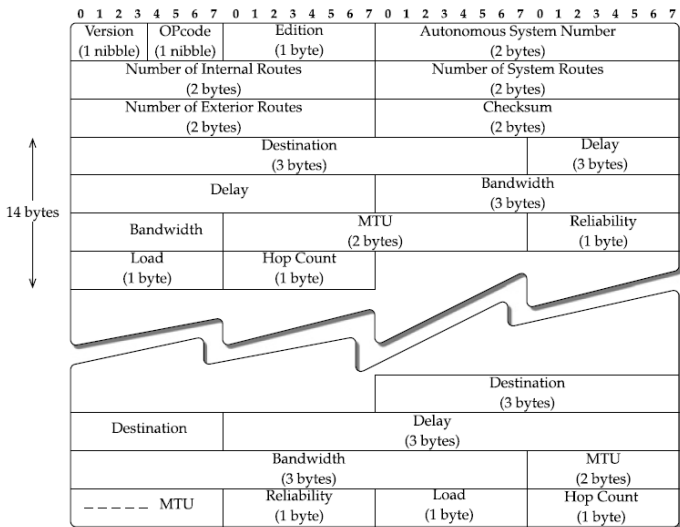 0 1 2 3 4 5 6 7 0 1 2 3 4 5 6 7 0 1 2 3 4 5 6 7 0 1 2 3 4 5 6 7
Version OPcode Edition Autonomous System Number
(1 nibble) (1 nibble) (1 byte) (2 bytes)
Number of Internal Routes Number of System Routes
(2 bytes) (2 bytes)
Number of Exterior Routes Checksum
(2 bytes) (2 bytes)
Destination Delay
(3 bytes) (3 bytes)
Delay Bandwidth
(3 bytes)
14 bytes
Bandwidth MTU Reliability
(2 bytes) (1 byte)
Load Hop Count
(1 byte) (1 byte)
Destination
(3 bytes)
Destination Delay
(3 bytes)
Bandwidth MTU
(3 bytes) (2 bytes)
MTU Reliability Load Hop Count
(1 byte) (1 byte) (1 byte)